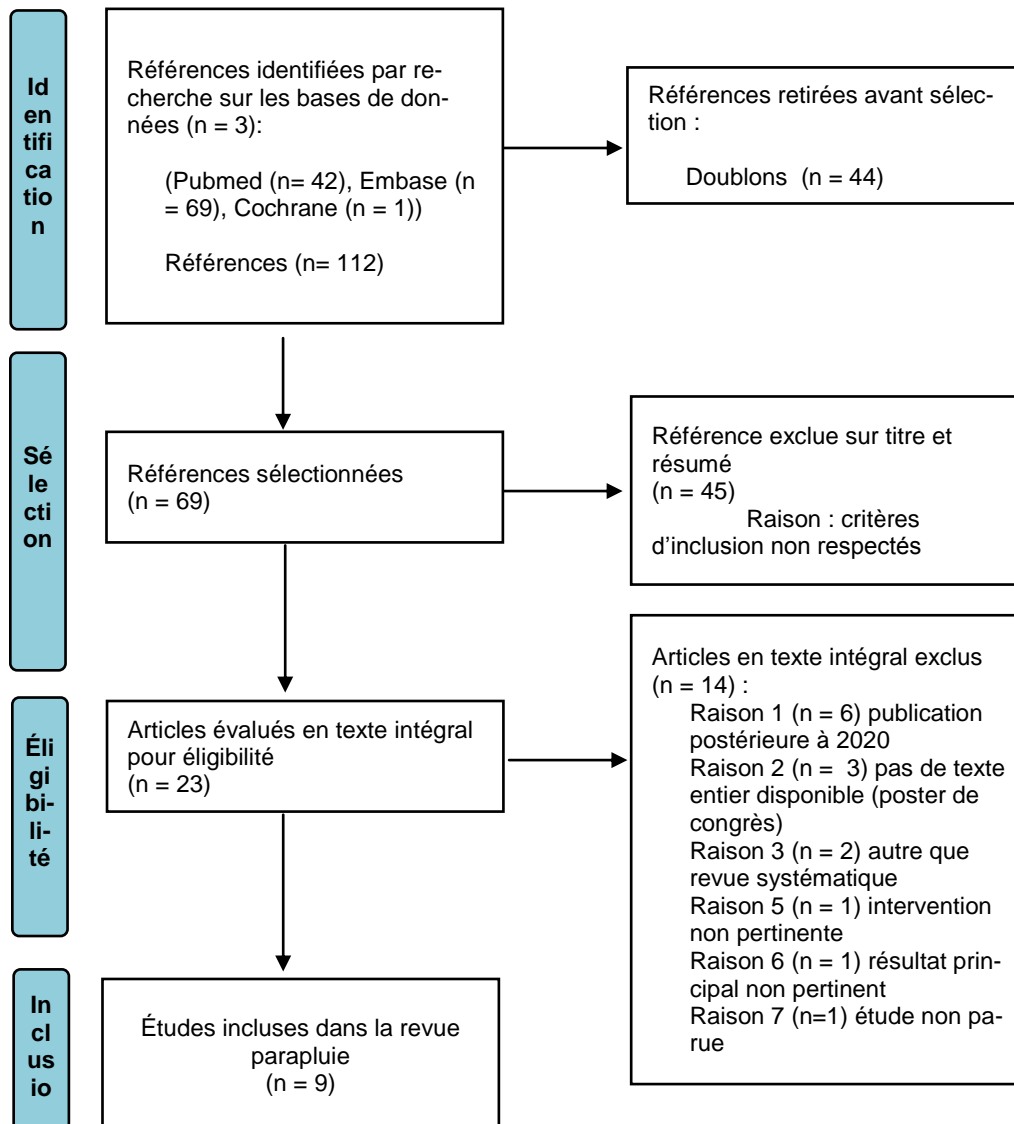 Id
en
tifi
ca
tio
n
Références identifiées par re-
cherche sur les bases de don-
nées (n = 3):
(Pubmed (n= 42), Embase (n
= 69), Cochrane (n = 1))
Références (n= 112)
Références retirées avant sélec-
tion :
Doublons (n = 44)
Sé
le
cti
on
Références sélectionnées
(n = 69)
Référence exclue sur titre et
résumé
(n = 45)
Raison : critères
d’inclusion non respectés
Éli
gi
bi-
li-
té
Articles évalués en texte intégral
pour éligibilité
(n = 23)
Articles en texte intégral exclus
(n = 14) :
Raison 1 (n = 6) publication
postérieure à 2020
Raison 2 (n = 3) pas de texte
entier disponible (poster de
congrès)
Raison 3 (n = 2) autre que
revue systématique
Raison 5 (n = 1) intervention
non pertinente
Raison 6 (n = 1) résultat prin-
cipal non pertinent
Raison 7 (n=1) étude non pa-
rue
In
cl
us
io
Études incluses dans la revue
parapluie
(n = 9)